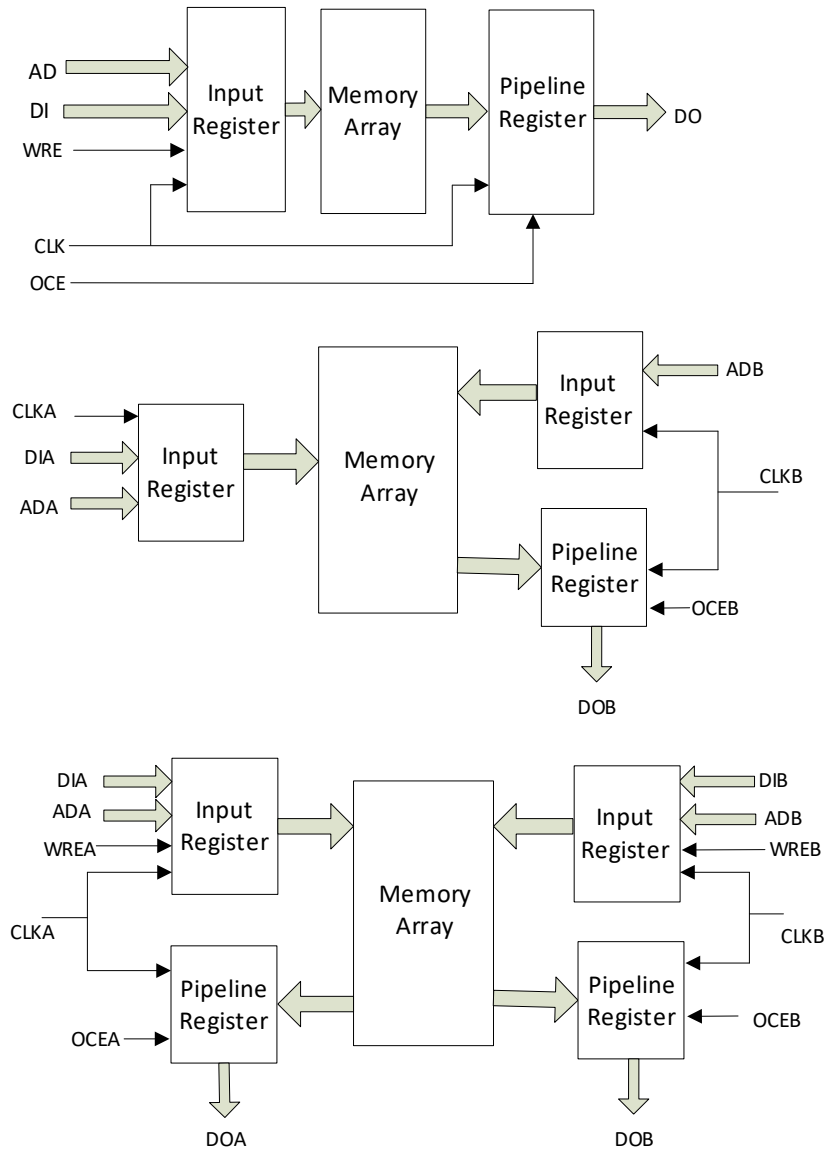 AD
DI
WRE
CLK
OCE
Input
Register
Memory
Array
Pipeline
Register
DO
CLKA
DIA
ADA
Input
Register
Memory
Array
Input
Register
ADB
CLKB
Pipeline
Register
OCEB
DOB
DIA
ADA
WREA
CLKA
OCEA
Input
Register
Pipeline
Register
DOA
Memory
Array
Input
Register
Pipeline
Register
DIB
ADB
WREB
CLKB
OCEB
DOB